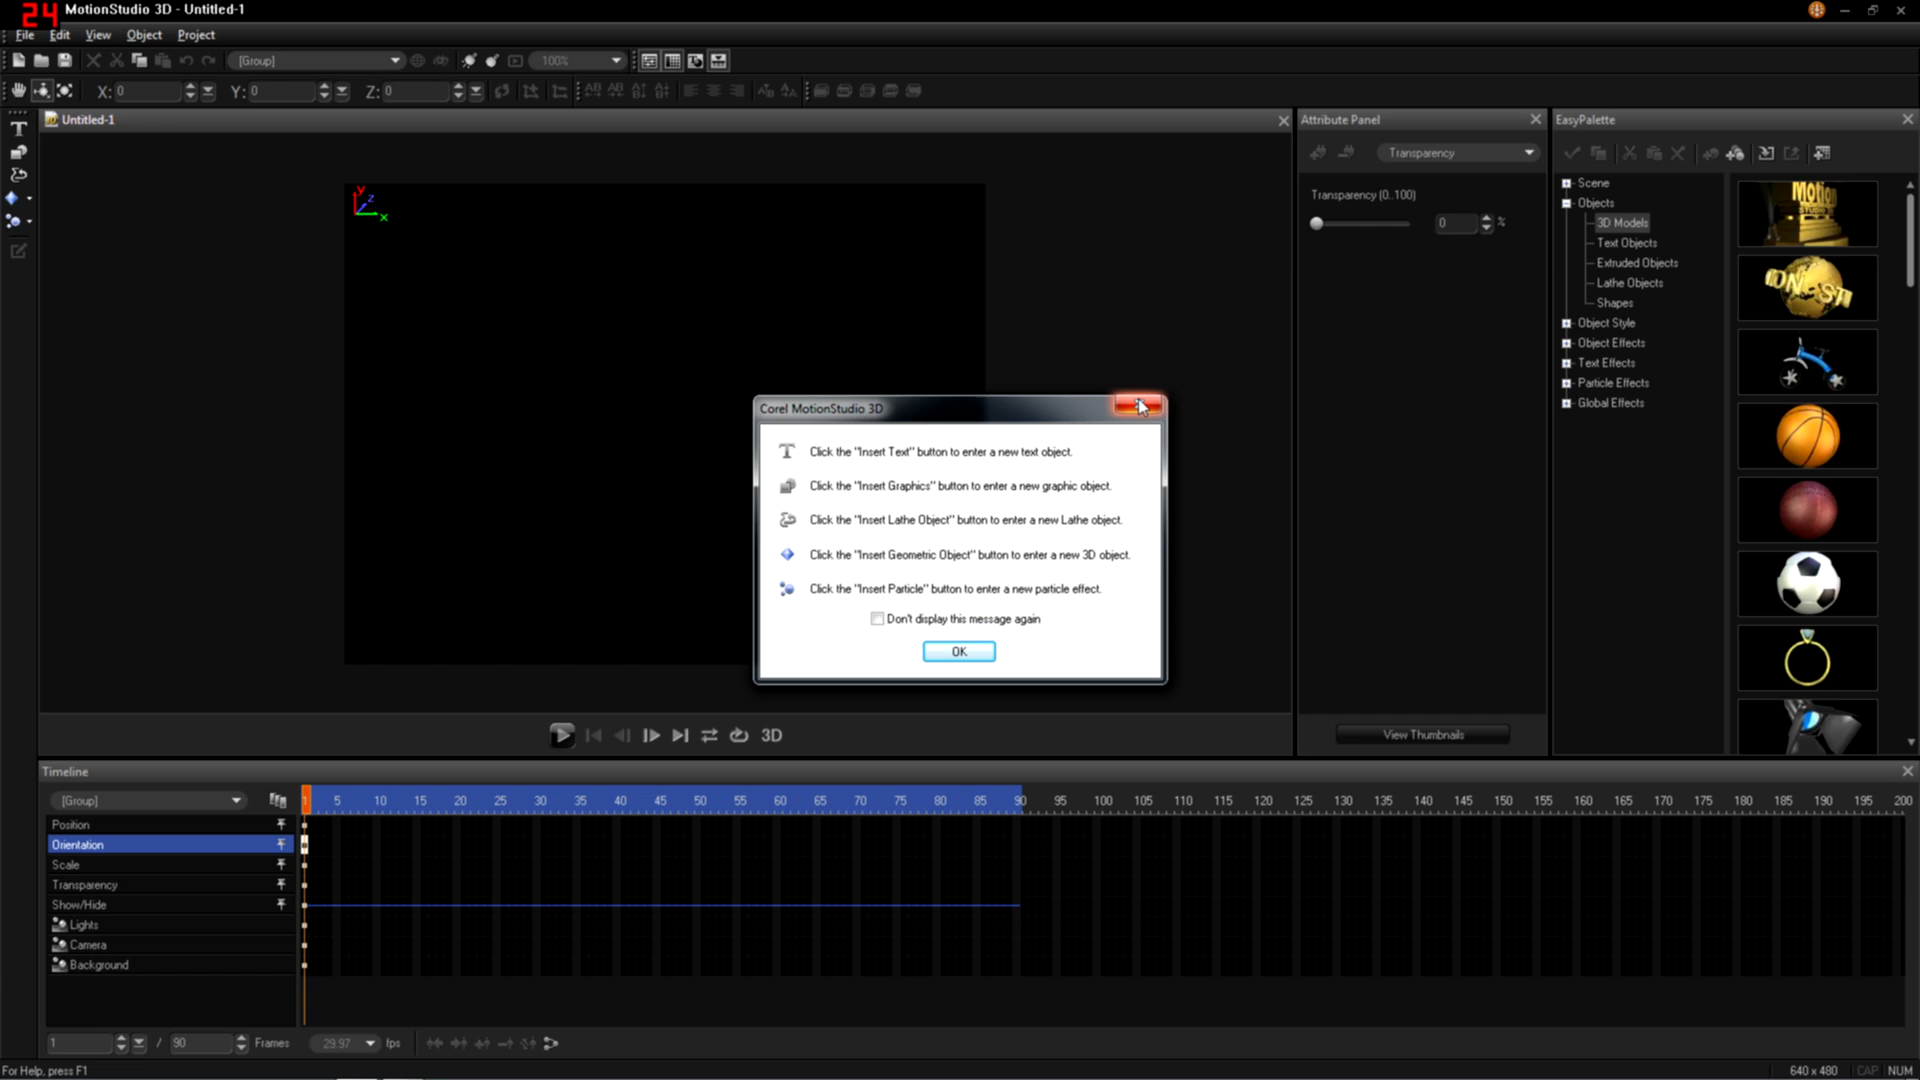 24
MotionStudio 3D - Untitled-1
File Edit View Object Project
[Group]
100%
X: 0 Y: 0 Z: 0
Untitled-1
Y
Z
X
Corel MotionStudio 3D
Click the "Insert Text" button to enter a new text object.
Click the "Insert Graphics" button to enter a new graphic object.
Click the "Insert Lathe Object" button to enter a new Lathe object.
Click the "Insert Geometric Object" button to enter a new 3D object.
Click the "Insert Particle" button to enter a new particle effect.
Don't display this message again
OK
3D
Attribute Panel
Transparency
Transparency (0..100)
0 %
View Thumbnails
EasyPalette
Scene
Objects
3D Models
Text Objects
Extruded Objects
Lathe Objects
Shapes
Object Style
Object Effects
Text Effects
Particle Effects
Global Effects
Motion
STUDIO
ION-ST
Timeline
[Group]
1 5 10 15 20 25 30 35 40 45 50 55 60 65 70 75 80 85 90 95 100 105 110 115 120 125 130 135 140 145 150 155 160 165 170 175 180 185 190 195 200
Position
Orientation
Scale
Transparency
Show/Hide
Lights
Camera
Background
1 / 90 Frames 29.97 fps
For Help, press F1
640 x 480 CAP NUM